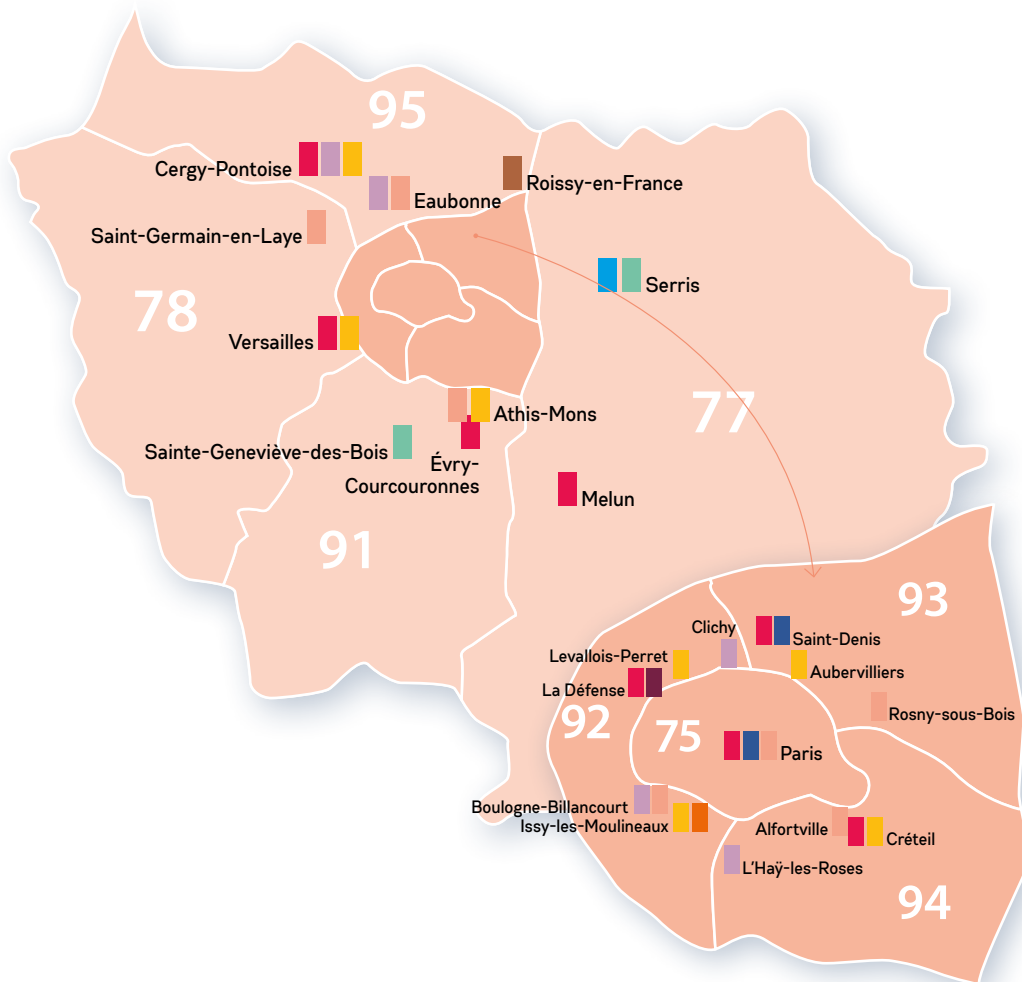 95
Cergy-Pontoise
Roissy-en-France
Eaubonne
Saint-Germain-en-Laye
Serris
78
Versailles
77
Athis-Mons
Sainte-Geneviève-des-Bois
Évry-
Courcouronnes
Melun
91
93
Clichy
Saint-Denis
Levallois-Perret
Aubervilliers
La Défense
Rosny-sous-Bois
92
75
Paris
Boulogne-Billancourt
Issy-les-Moulineaux
Alfortville
Créteil
L'Haÿ-les-Roses
94